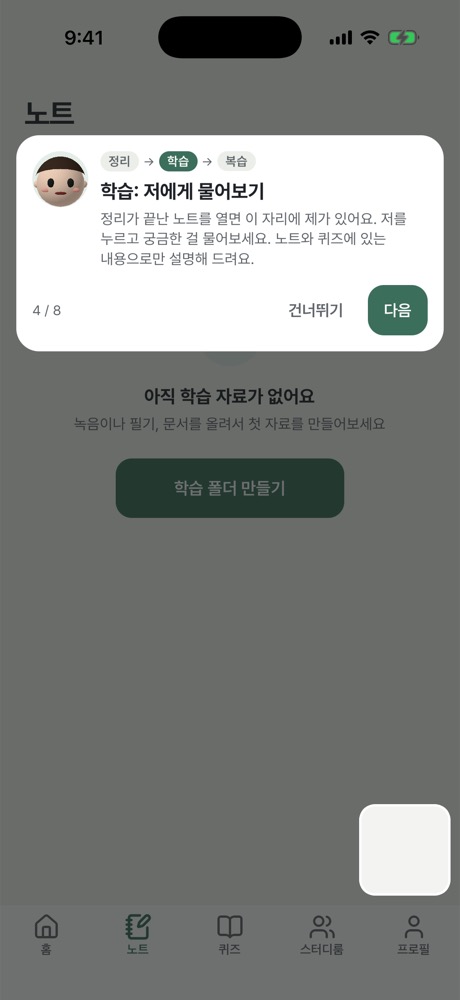 9:41
노트
정리 → 학습 → 복습
학습: 저에게 물어보기
정리가 끝난 노트를 열면 이 자리에 제가 있어요. 저를
누르고 궁금한 걸 물어보세요. 노트와 퀴즈에 있는
내용으로만 설명해 드려요.
4 / 8
건너뛰기
다음
아직 학습 자료가 없어요
녹음이나 필기, 문서를 올려서 첫 자료를 만들어보세요
학습 폴더 만들기
홈
노트
퀴즈
스터디룸
프로필